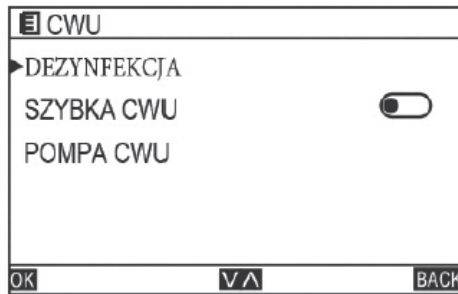 CWU
DEZYNFEKCJA
SZYBKA CWU
POMPA CWU
OK BACK